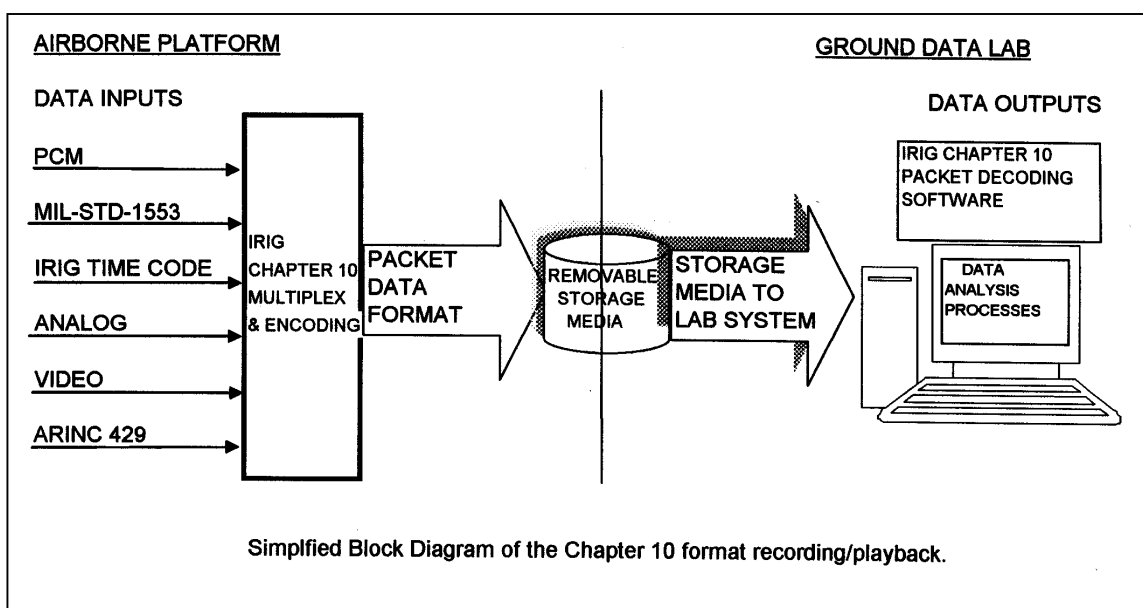 AIRBORNE PLATFORM
GROUND DATA LAB
DATA INPUTS
DATA OUTPUTS
PCM
MIL-STD-1553
IRIG TIME CODE
ANALOG
VIDEO
ARINC 429
IRIG
CHAPTER 10
MULTIPLEX
& ENCODING
PACKET
DATA
FORMAT
REMOVABLE
STORAGE
MEDIA
STORAGE
MEDIA TO
LAB SYSTEM
IRIG CHAPTER 10
PACKET DECODING
SOFTWARE
DATA
ANALYSIS
PROCESSES
Simplfied Block Diagram of the Chapter 10 format recording/playback.